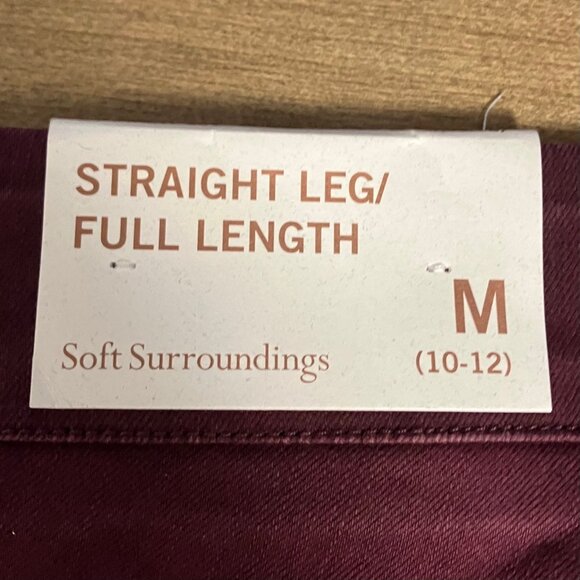 STRAIGHT LEG/
FULL LENGTH
M
Soft Surroundings (10-12)